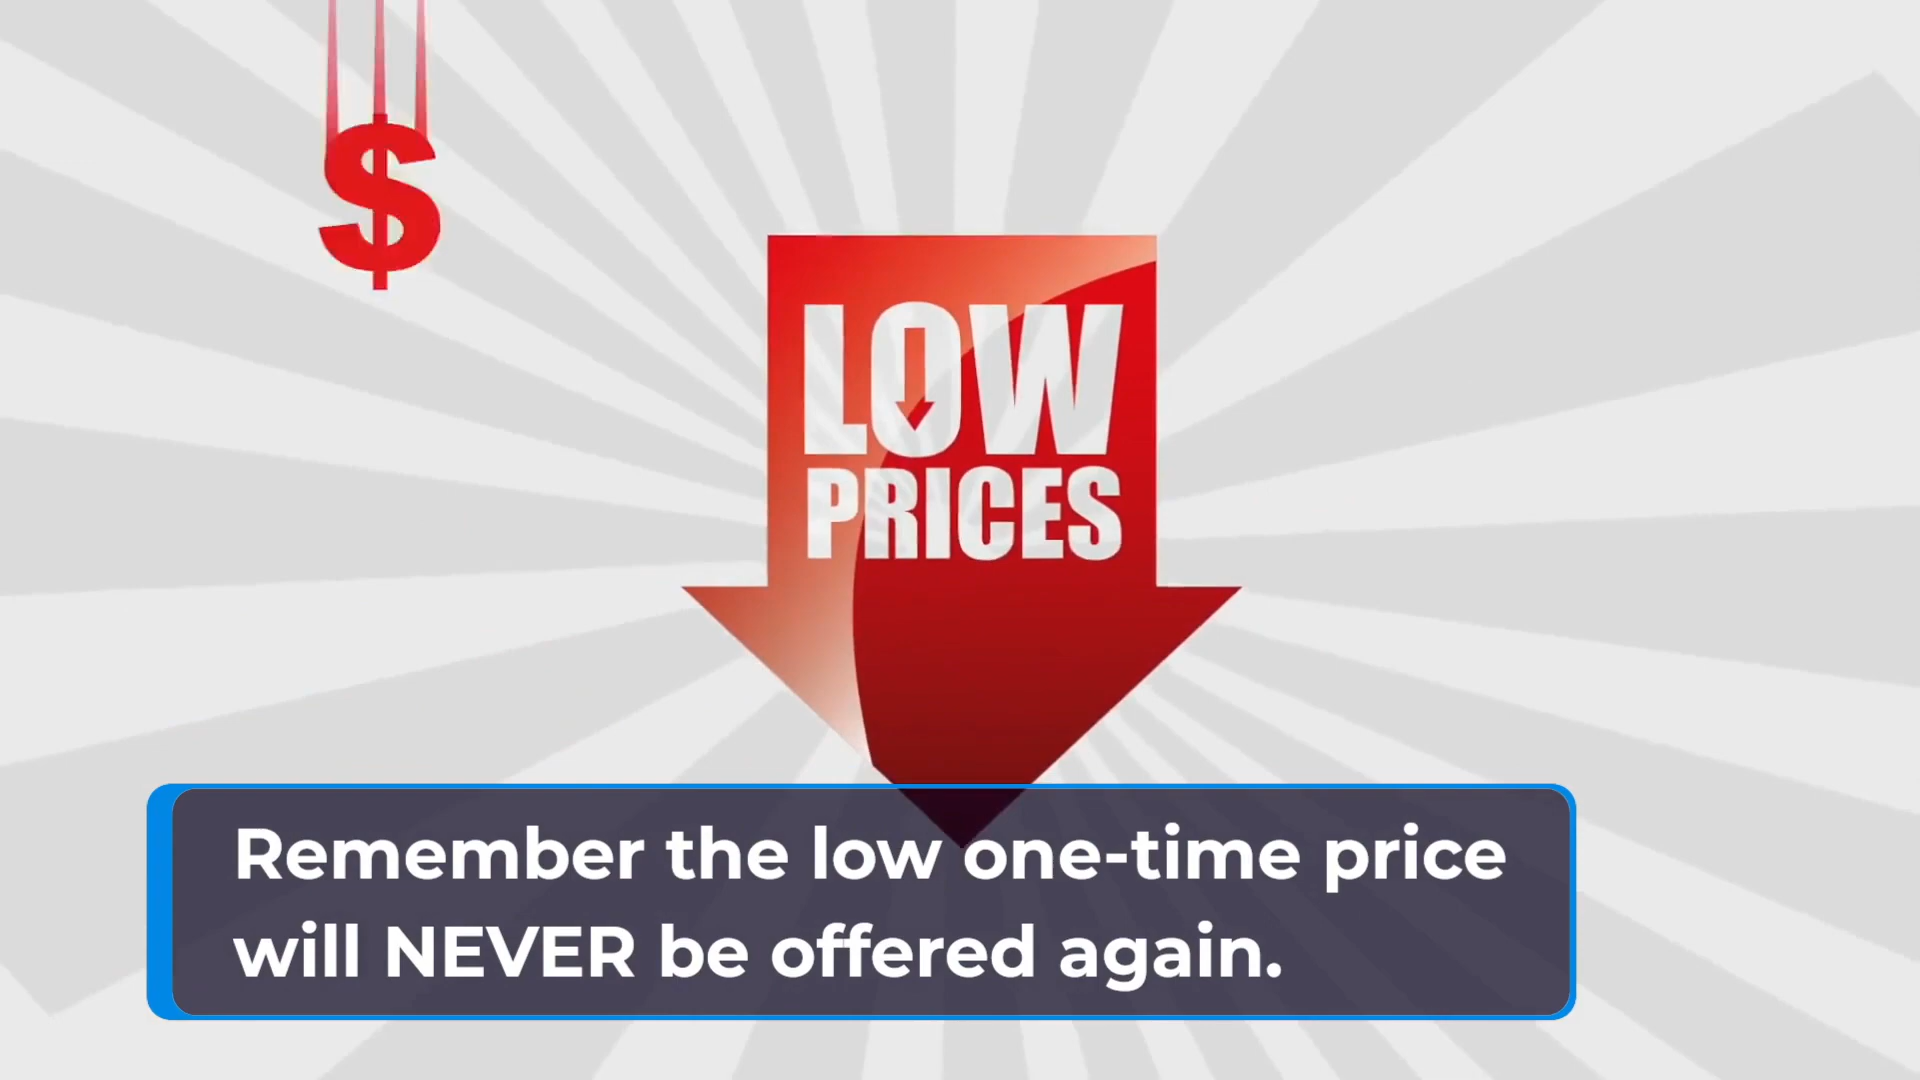 $
LOW
PRICES
Remember the low one-time price
will NEVER be offered again.